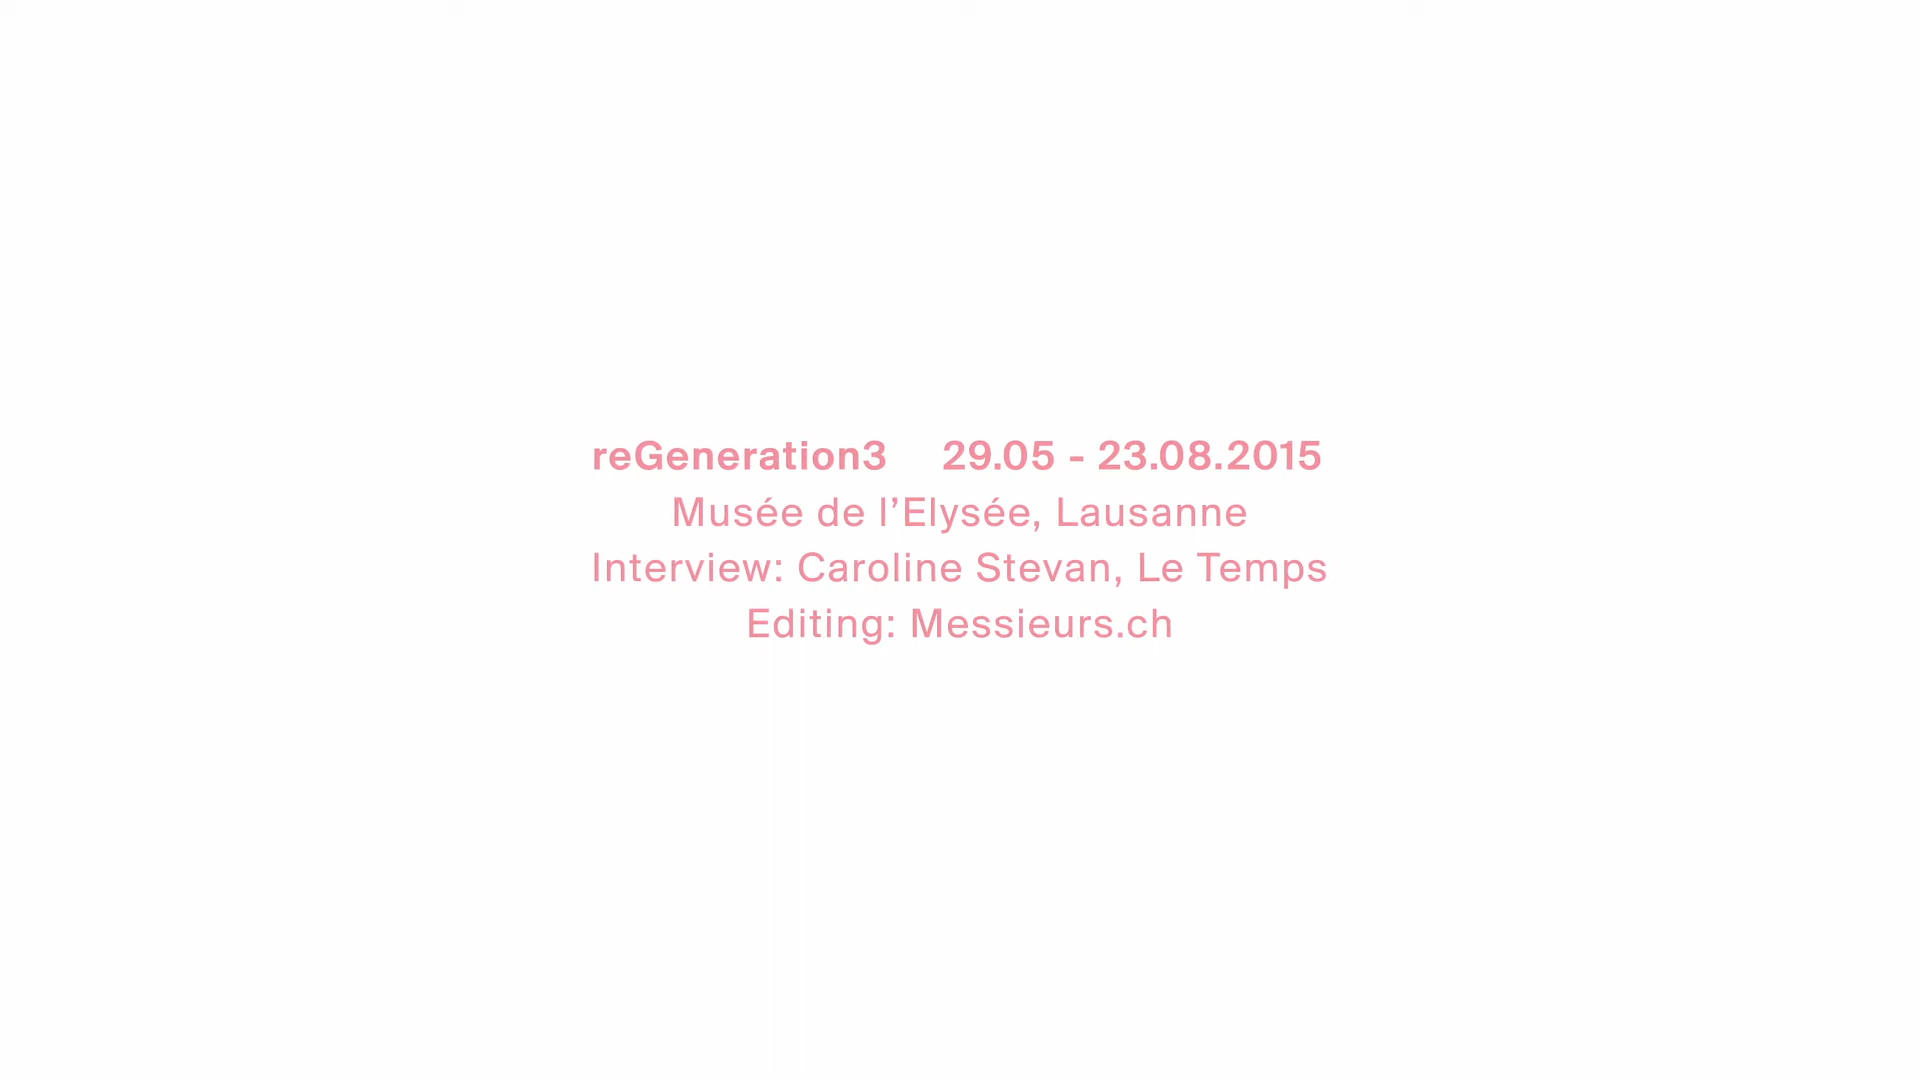 reGeneration3 29.05 - 23.08.2015
Musée de l’Elysée, Lausanne
Interview: Caroline Stevan, Le Temps
Editing: Messieurs.ch